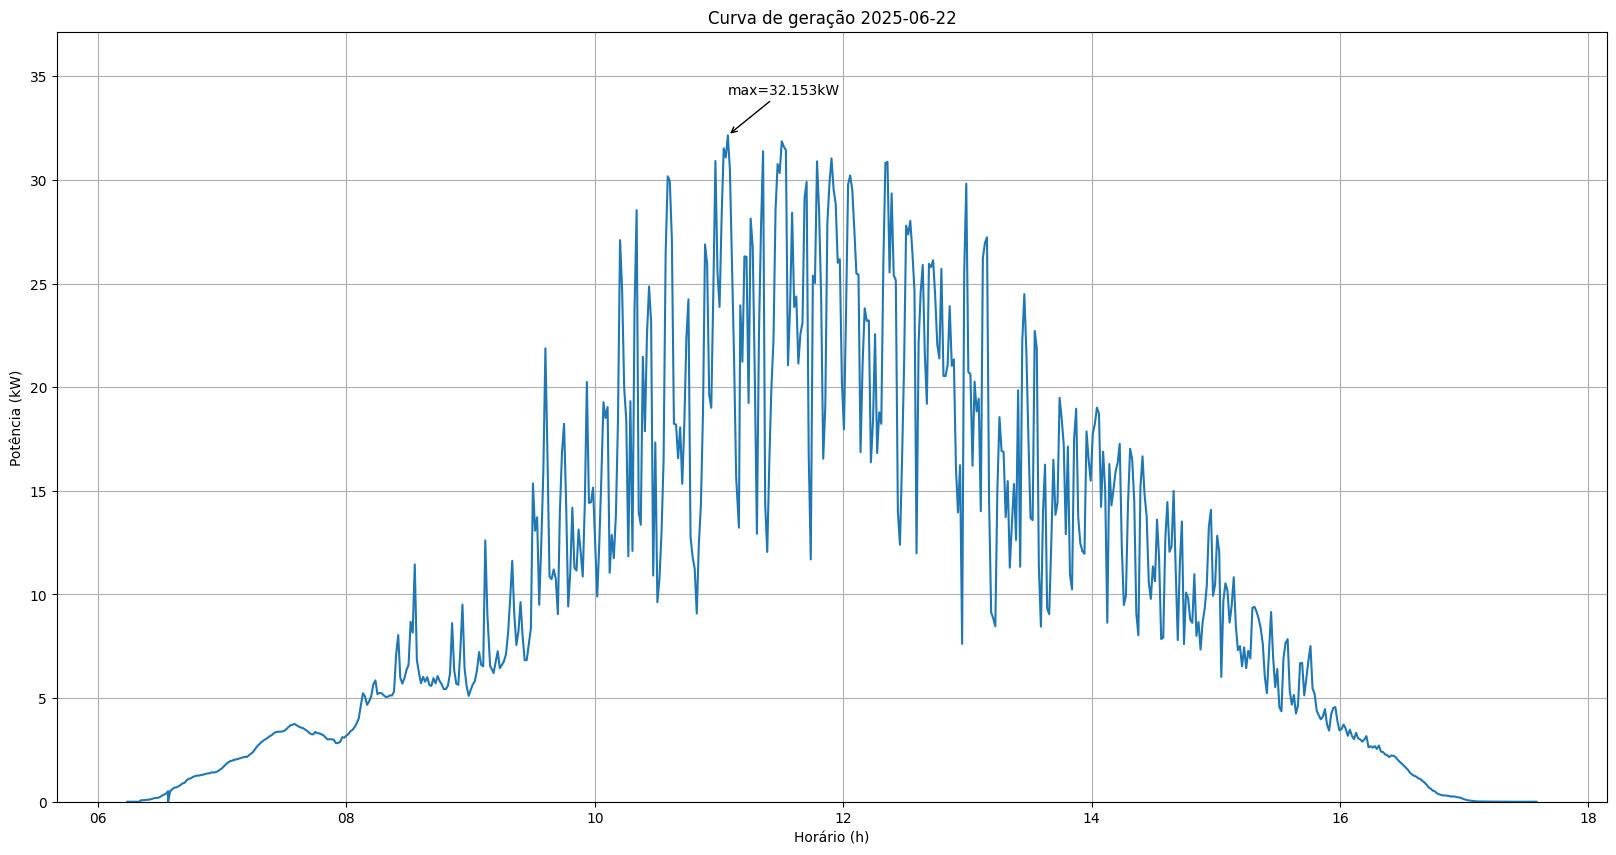 Curva de geração 2025-06-22
35
max=32.153kW
30
25
20
Potência (kW)
15
10
5
0
06 08 10 12 14 16 18
Horário (h)